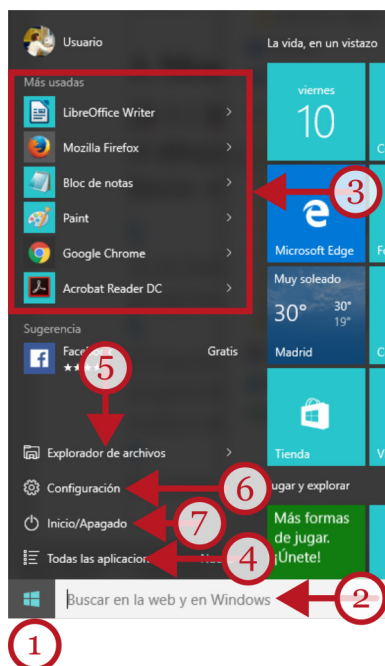 Usuario
La vida, en un vistazo
Más usadas
LibreOffice Writer
Mozilla Firefox
Bloc de notas
Paint
Google Chrome
Acrobat Reader DC
viernes
10
3
Microsoft Edge
Muy soleado
30°
30°
19°
Madrid
Sugerencia
Gratis
5
Tienda
Explorador de archivos
Configuración
6
Inicio/Apagado
7
Todas las
4
jugar y explorar
Más formas
de jugar.
¡Únete!
Buscar en la web y en Windows
2
1